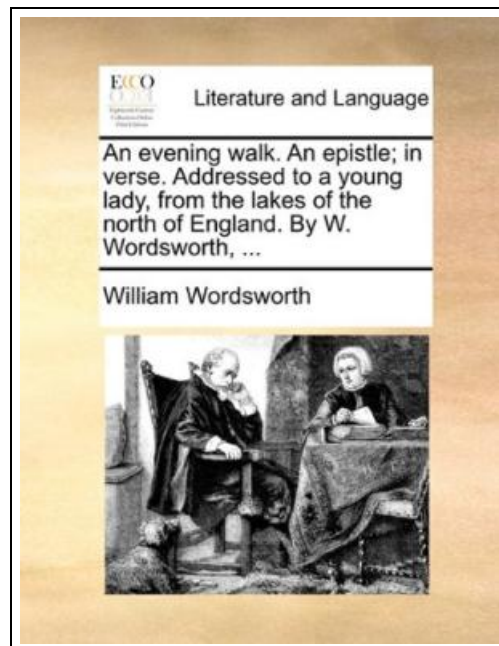 ECCO
Literature and Language
An evening walk. An epistle; in
verse. Addressed to a young
lady, from the lakes of the
north of England. By W.
Wordsworth, ...
William Wordsworth